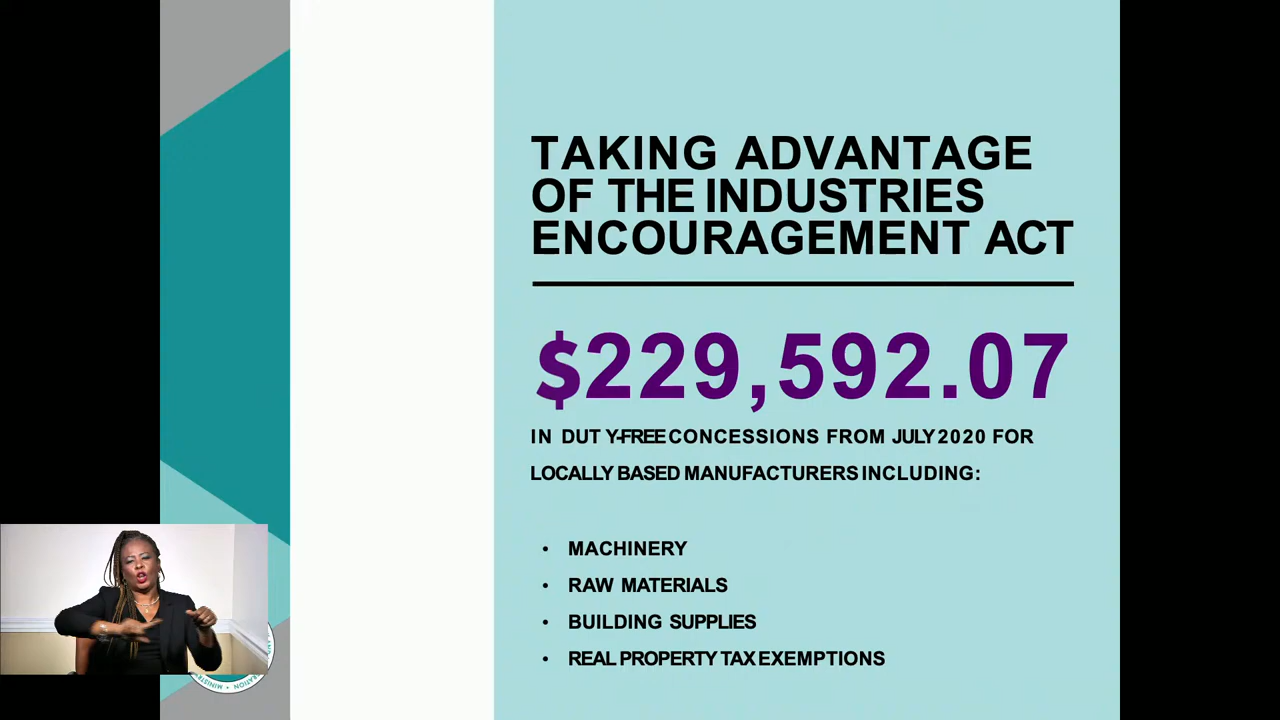 TAKING ADVANTAGE
OF THE INDUSTRIES
ENCOURAGEMENT ACT
$229,592.07
IN DUTY-FREE CONCESSIONS FROM JULY 2020 FOR
LOCALLY BASED MANUFACTURERS INCLUDING:
• MACHINERY
• RAW MATERIALS
• BUILDING SUPPLIES
• REAL PROPERTY TAX EXEMPTIONS